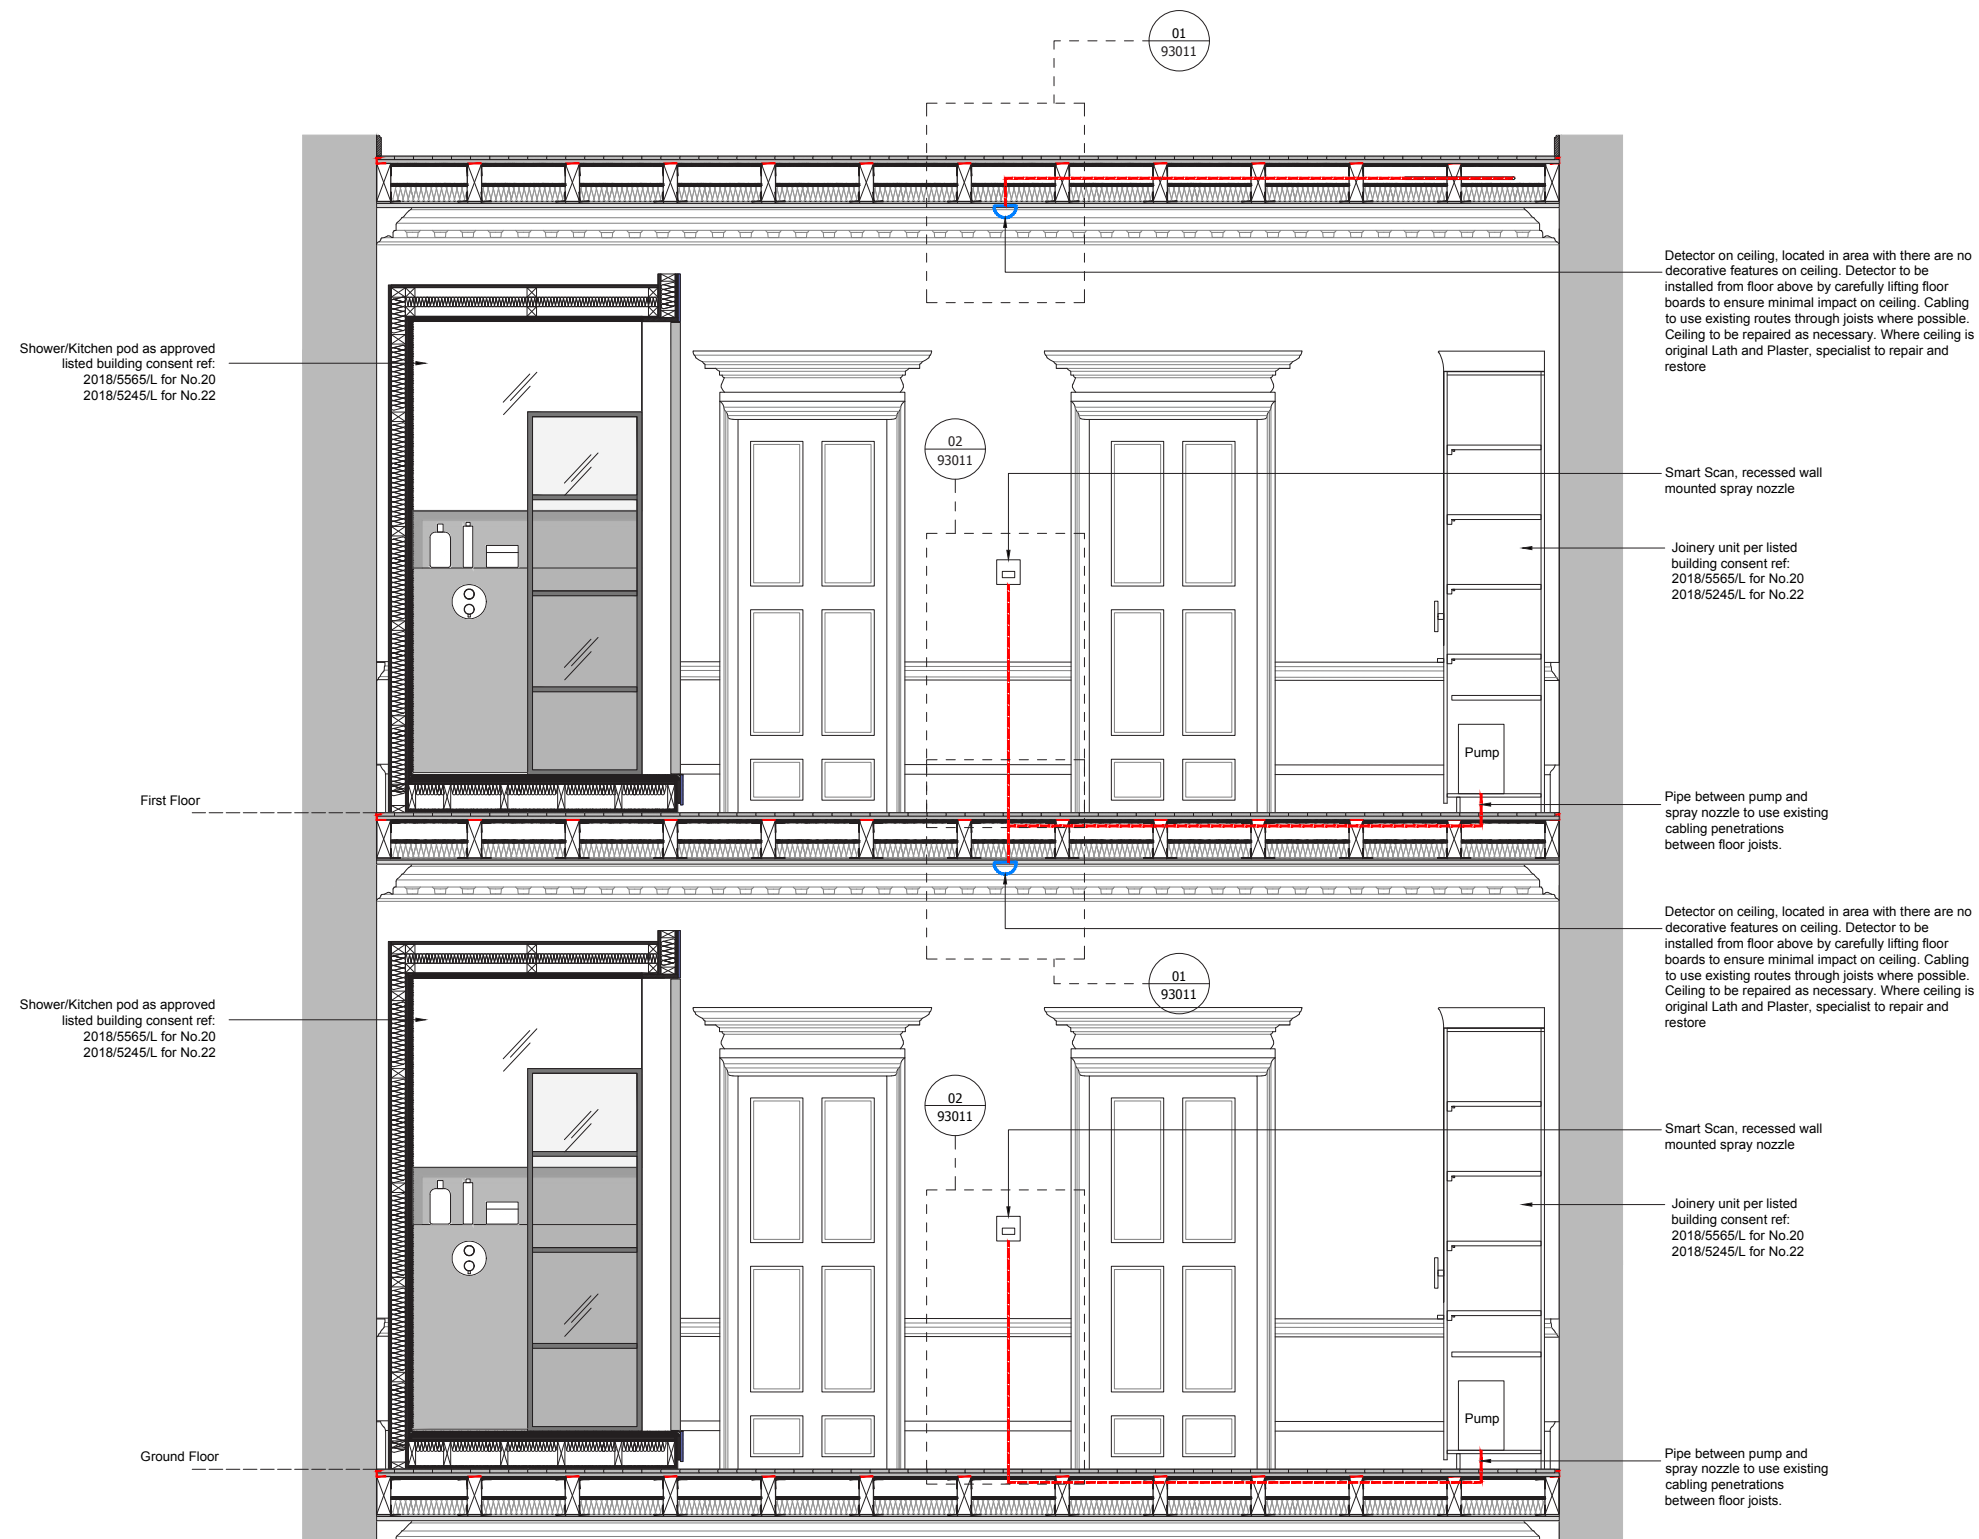 01
93011
Detector on ceiling, located in area with there are no
decorative features on ceiling. Detector to be
installed from floor above by carefully lifting floor
boards to ensure minimal impact on ceiling. Cabling
to use existing routes through joists where possible.
Ceiling to be repaired as necessary. Where ceiling is
original Lath and Plaster, specialist to repair and
restore
Shower/Kitchen pod as approved
listed building consent ref:
2018/5565/L for No.20
2018/5245/L for No.22
02
93011
Smart Scan, recessed wall
mounted spray nozzle
Joinery unit per listed
building consent ref:
2018/5565/L for No.20
2018/5245/L for No.22
Pump
First Floor
Pipe between pump and
spray nozzle to use existing
cabling penetrations
between floor joists.
Detector on ceiling, located in area with there are no
decorative features on ceiling. Detector to be
installed from floor above by carefully lifting floor
boards to ensure minimal impact on ceiling. Cabling
to use existing routes through joists where possible.
Ceiling to be repaired as necessary. Where ceiling is
original Lath and Plaster, specialist to repair and
restore
01
93011
Shower/Kitchen pod as approved
listed building consent ref:
2018/5565/L for No.20
2018/5245/L for No.22
02
93011
Smart Scan, recessed wall
mounted spray nozzle
Joinery unit per listed
building consent ref:
2018/5565/L for No.20
2018/5245/L for No.22
Pump
Ground Floor
Pipe between pump and
spray nozzle to use existing
cabling penetrations
between floor joists.